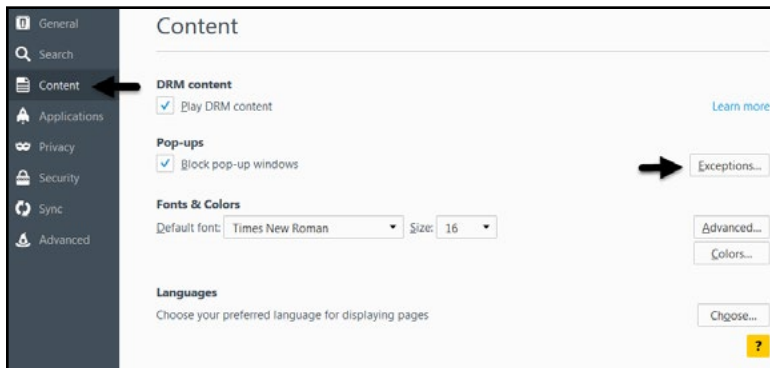 General
Search
Content
Applications
Privacy
Security
Sync
Advanced
Content
DRM content
Play DRM content
Learn more
Pop-ups
Block pop-up windows
Exceptions...
Fonts & Colors
Default font: Times New Roman Size: 16
Advanced...
Colors...
Languages
Choose your preferred language for displaying pages
Choose...
?